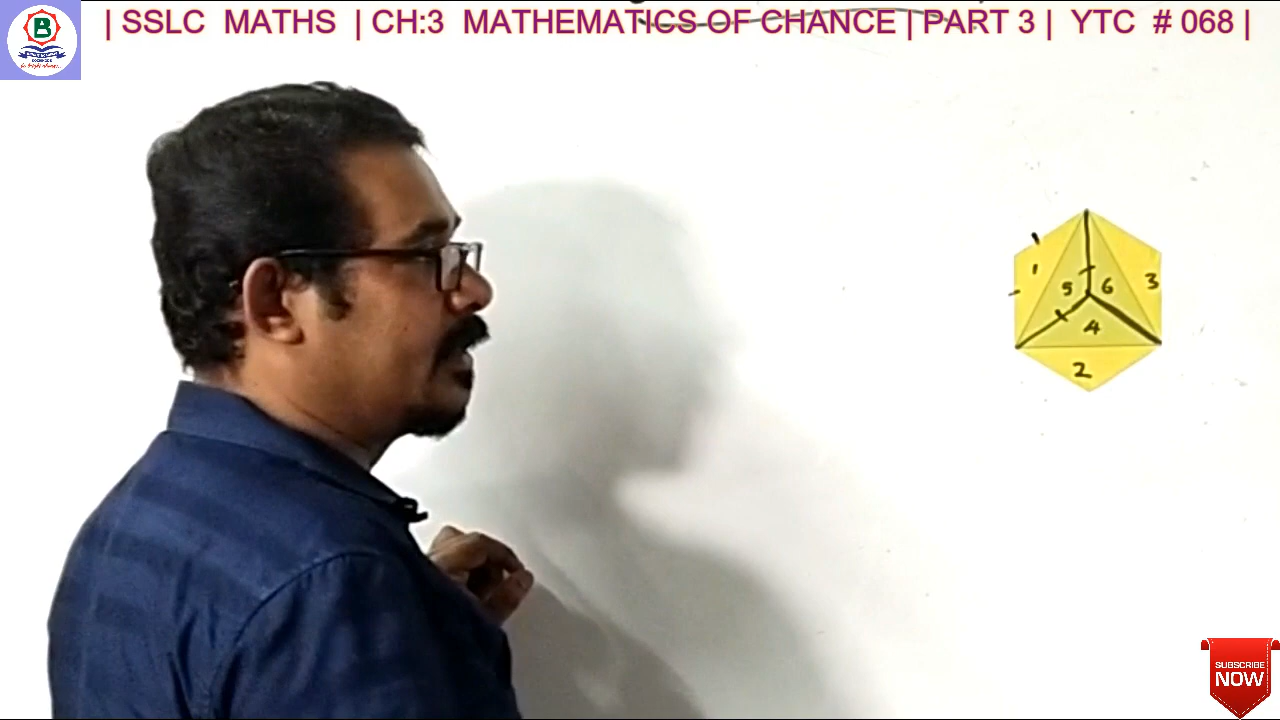 | SSLC MATHS | CH:3 MATHEMATICS OF CHANCE | PART 3 | YTC # 068 |
B
1 5 6 3
4
2
SUBSCRIBE
NOW